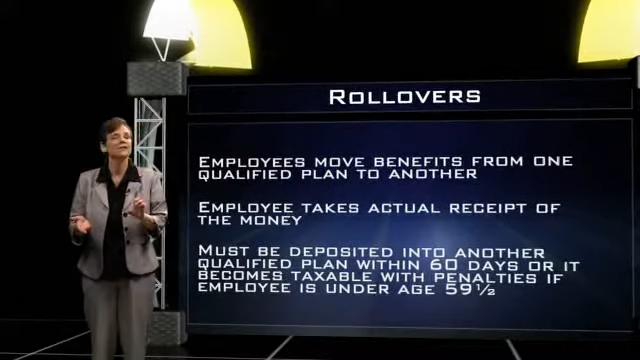 Rollovers
Employees move benefits from one
qualified plan to another
Employee takes actual receipt of
the money
Must be deposited into another
qualified plan within 60 days or it
becomes taxable with penalties if
employee is under age 59½